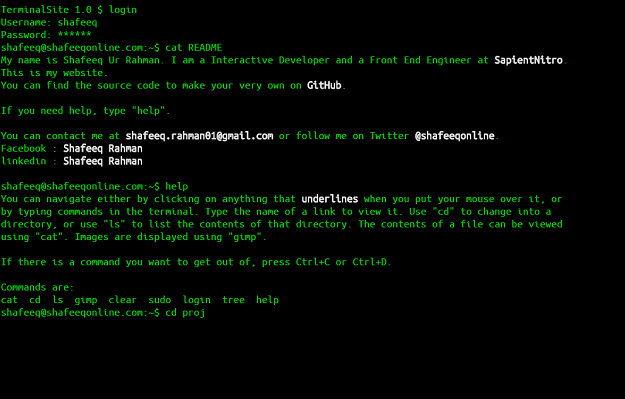 TerminalSite 1.0 $ login
Username: shafeeq
Password: ******
shafeeq@shafeeqonline.com:~$ cat README
My name is Shafeeq Ur Rahman. I am a Interactive Developer and a Front End Engineer at SapientNitro.
This is my website.
You can find the source code to make your very own on GitHub.
If you need help, type "help".
You can contact me at shafeeq.rahman01@gmail.com or follow me on Twitter @shafeeqonline.
Facebook : Shafeeq Rahman
linkedin : Shafeeq Rahman
shafeeq@shafeeqonline.com:~$ help
You can navigate either by clicking on anything that underlines when you put your mouse over it, or
by typing commands in the terminal. Type the name of a link to view it. Use "cd" to change into a
directory, or use "ls" to list the contents of that directory. The contents of a file can be viewed
using "cat". Images are displayed using "gimp".
If there is a command you want to get out of, press Ctrl+C or Ctrl+D.
Commands are:
cat  cd  ls  gimp  clear  sudo  login  tree  help
shafeeq@shafeeqonline.com:~$ cd proj